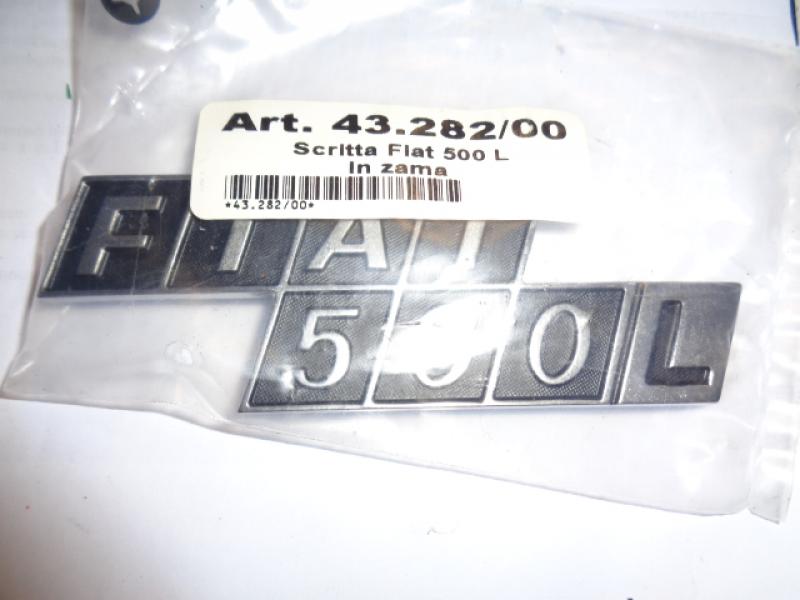 Art. 43.282/00
Scritta Fiat 500 L
in zama
*43.282/00*
FIAT
500 L